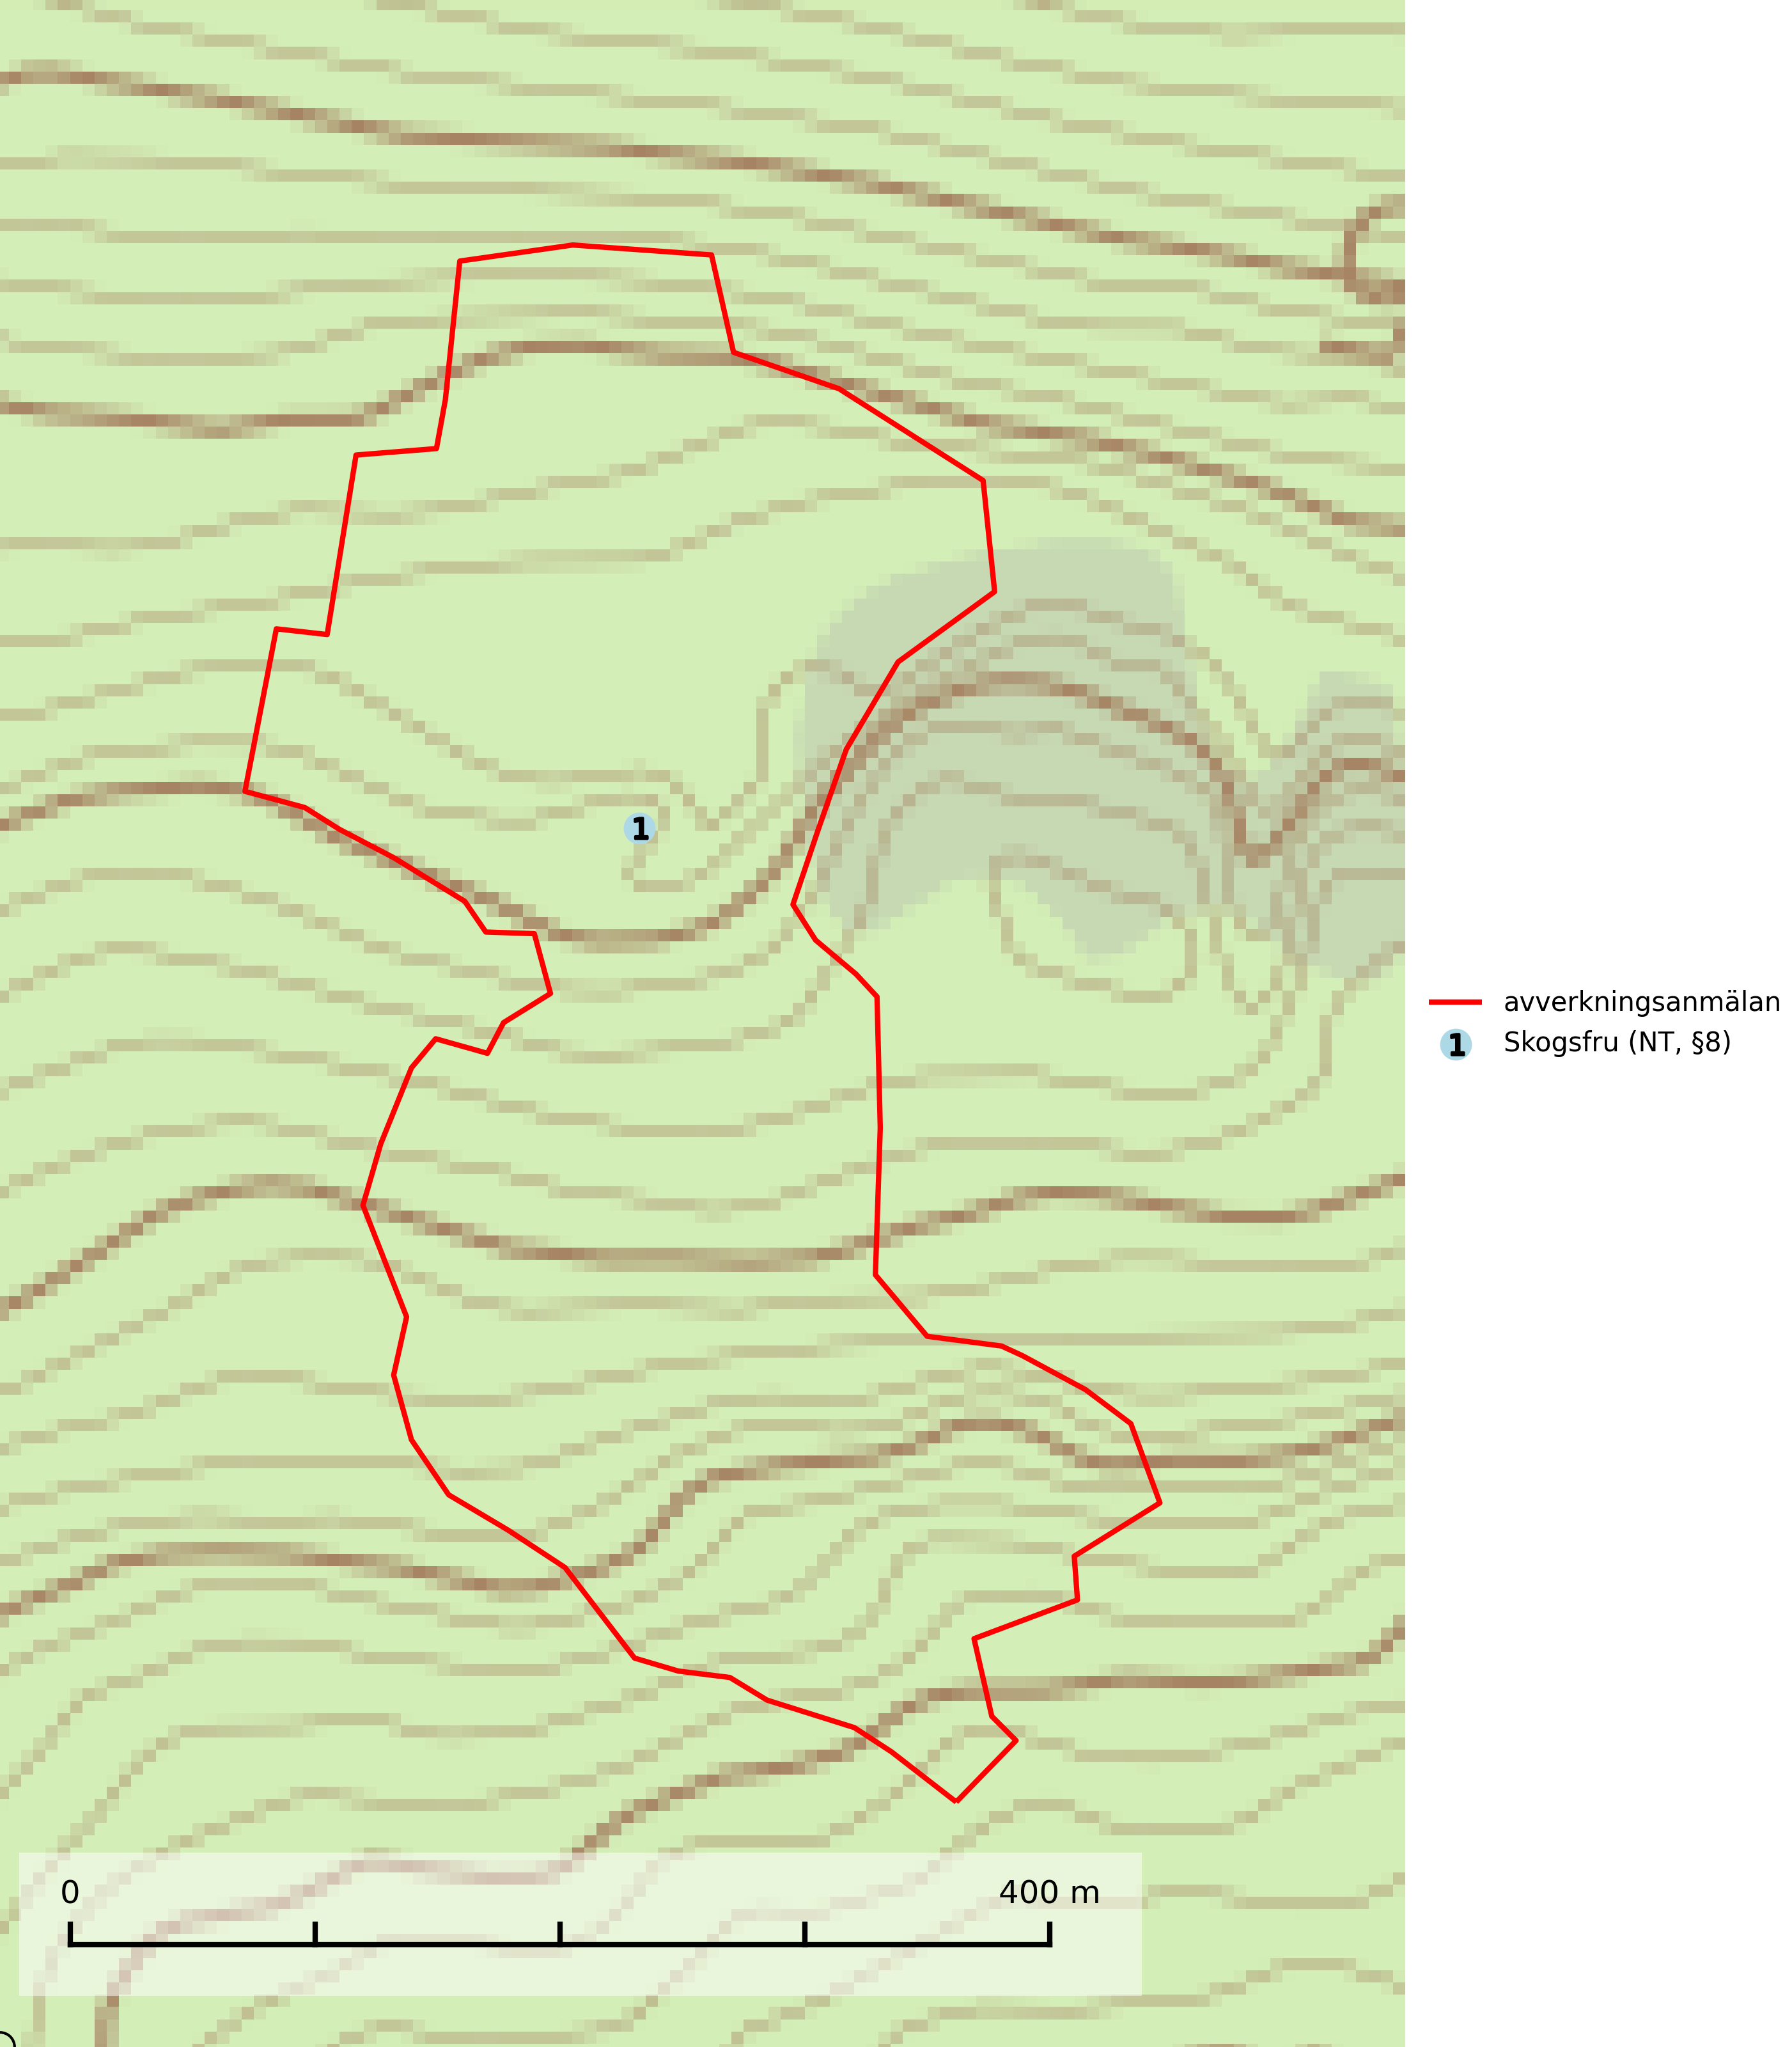 1
avverkningsanmälan
1 Skogsfru (NT, §8)
0 400 m